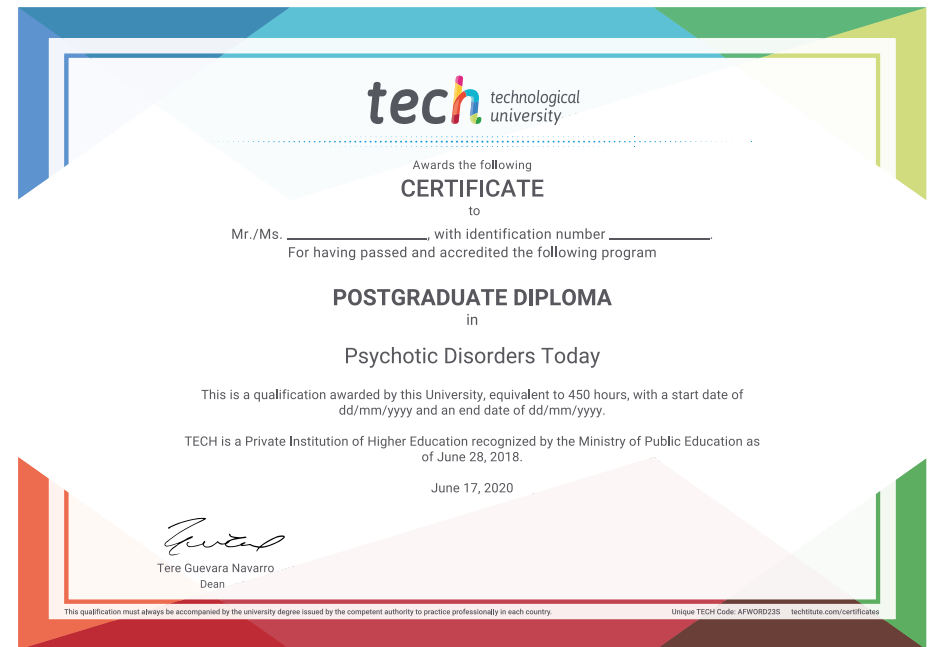 tech technological
university
Awards the following
CERTIFICATE
to
Mr./Ms. ____________________, with identification number ______________.
For having passed and accredited the following program
POSTGRADUATE DIPLOMA
in
Psychotic Disorders Today
This is a qualification awarded by this University, equivalent to 450 hours, with a start date of
dd/mm/yyyy and an end date of dd/mm/yyyy.
TECH is a Private Institution of Higher Education recognized by the Ministry of Public Education as
of June 28, 2018.
June 17, 2020
Tere Guevara Navarro
Dean
This qualification must always be accompanied by the university degree issued by the competent authority to practice professionally in each country.
Unique TECH Code: AFWORD23S techtitute.com/certificates